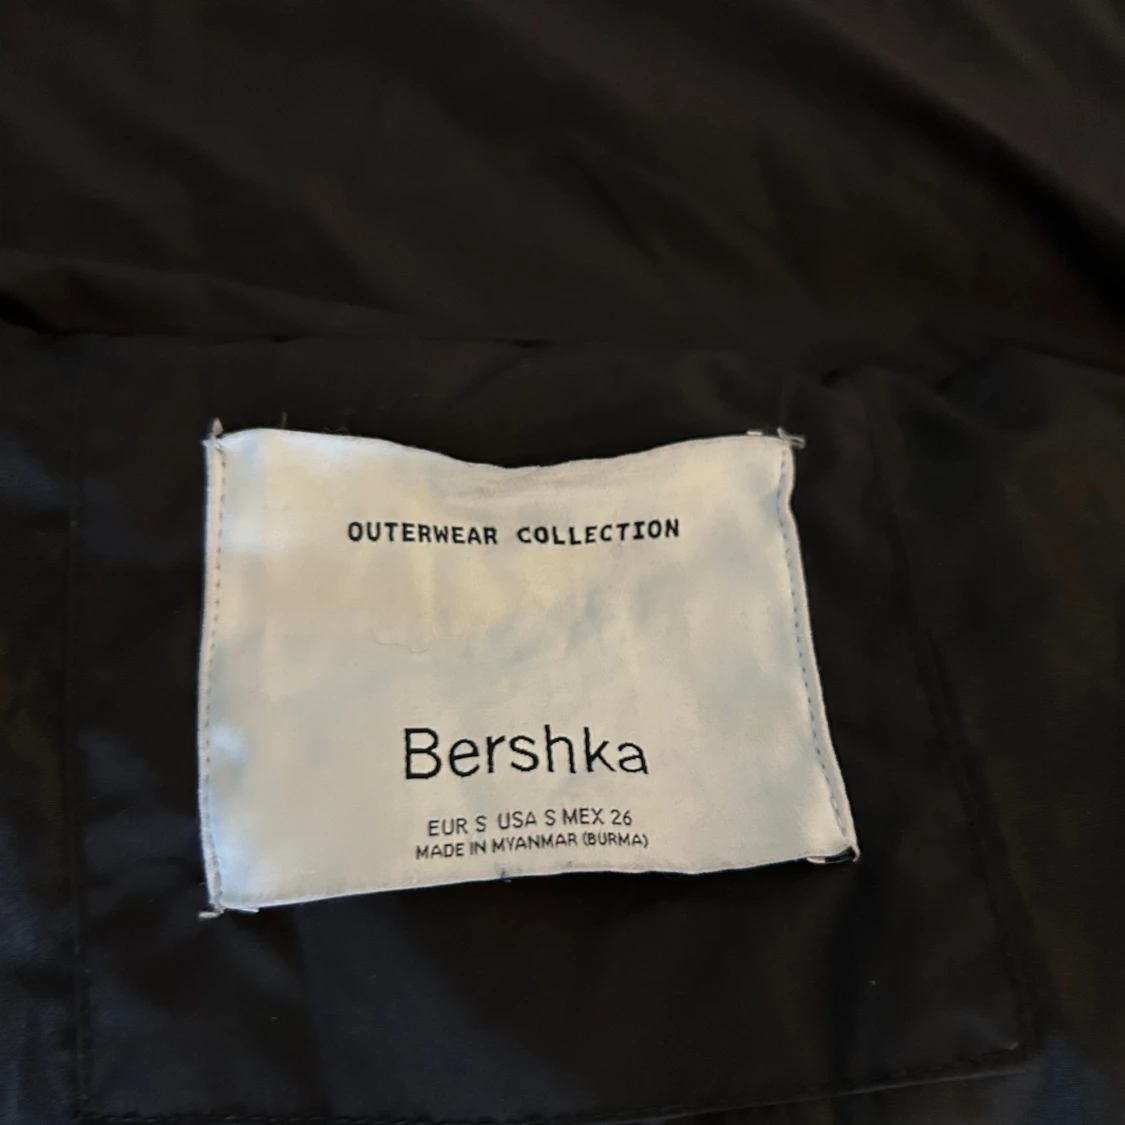 OUTERWEAR COLLECTION
Bershka
EUR S USA S MEX 26
MADE IN MYANMAR (BURMA)